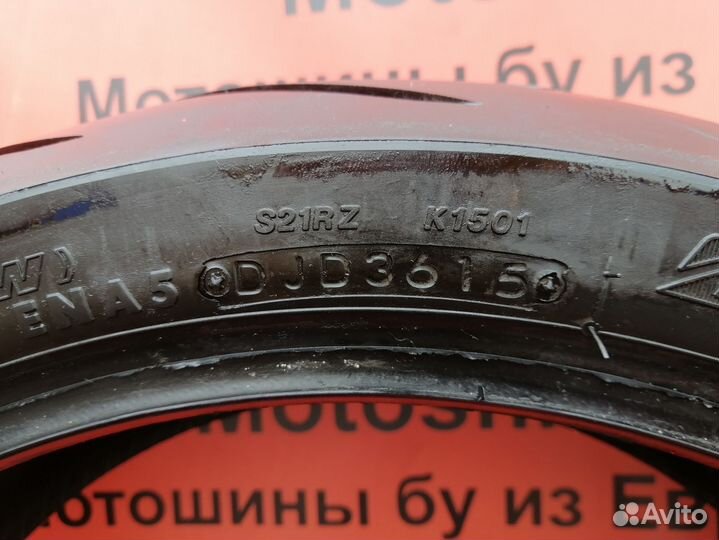 Мотошины бу из
S21RZ K1501
ENA5 DJD3615
мотошины бу из Ев
Avito